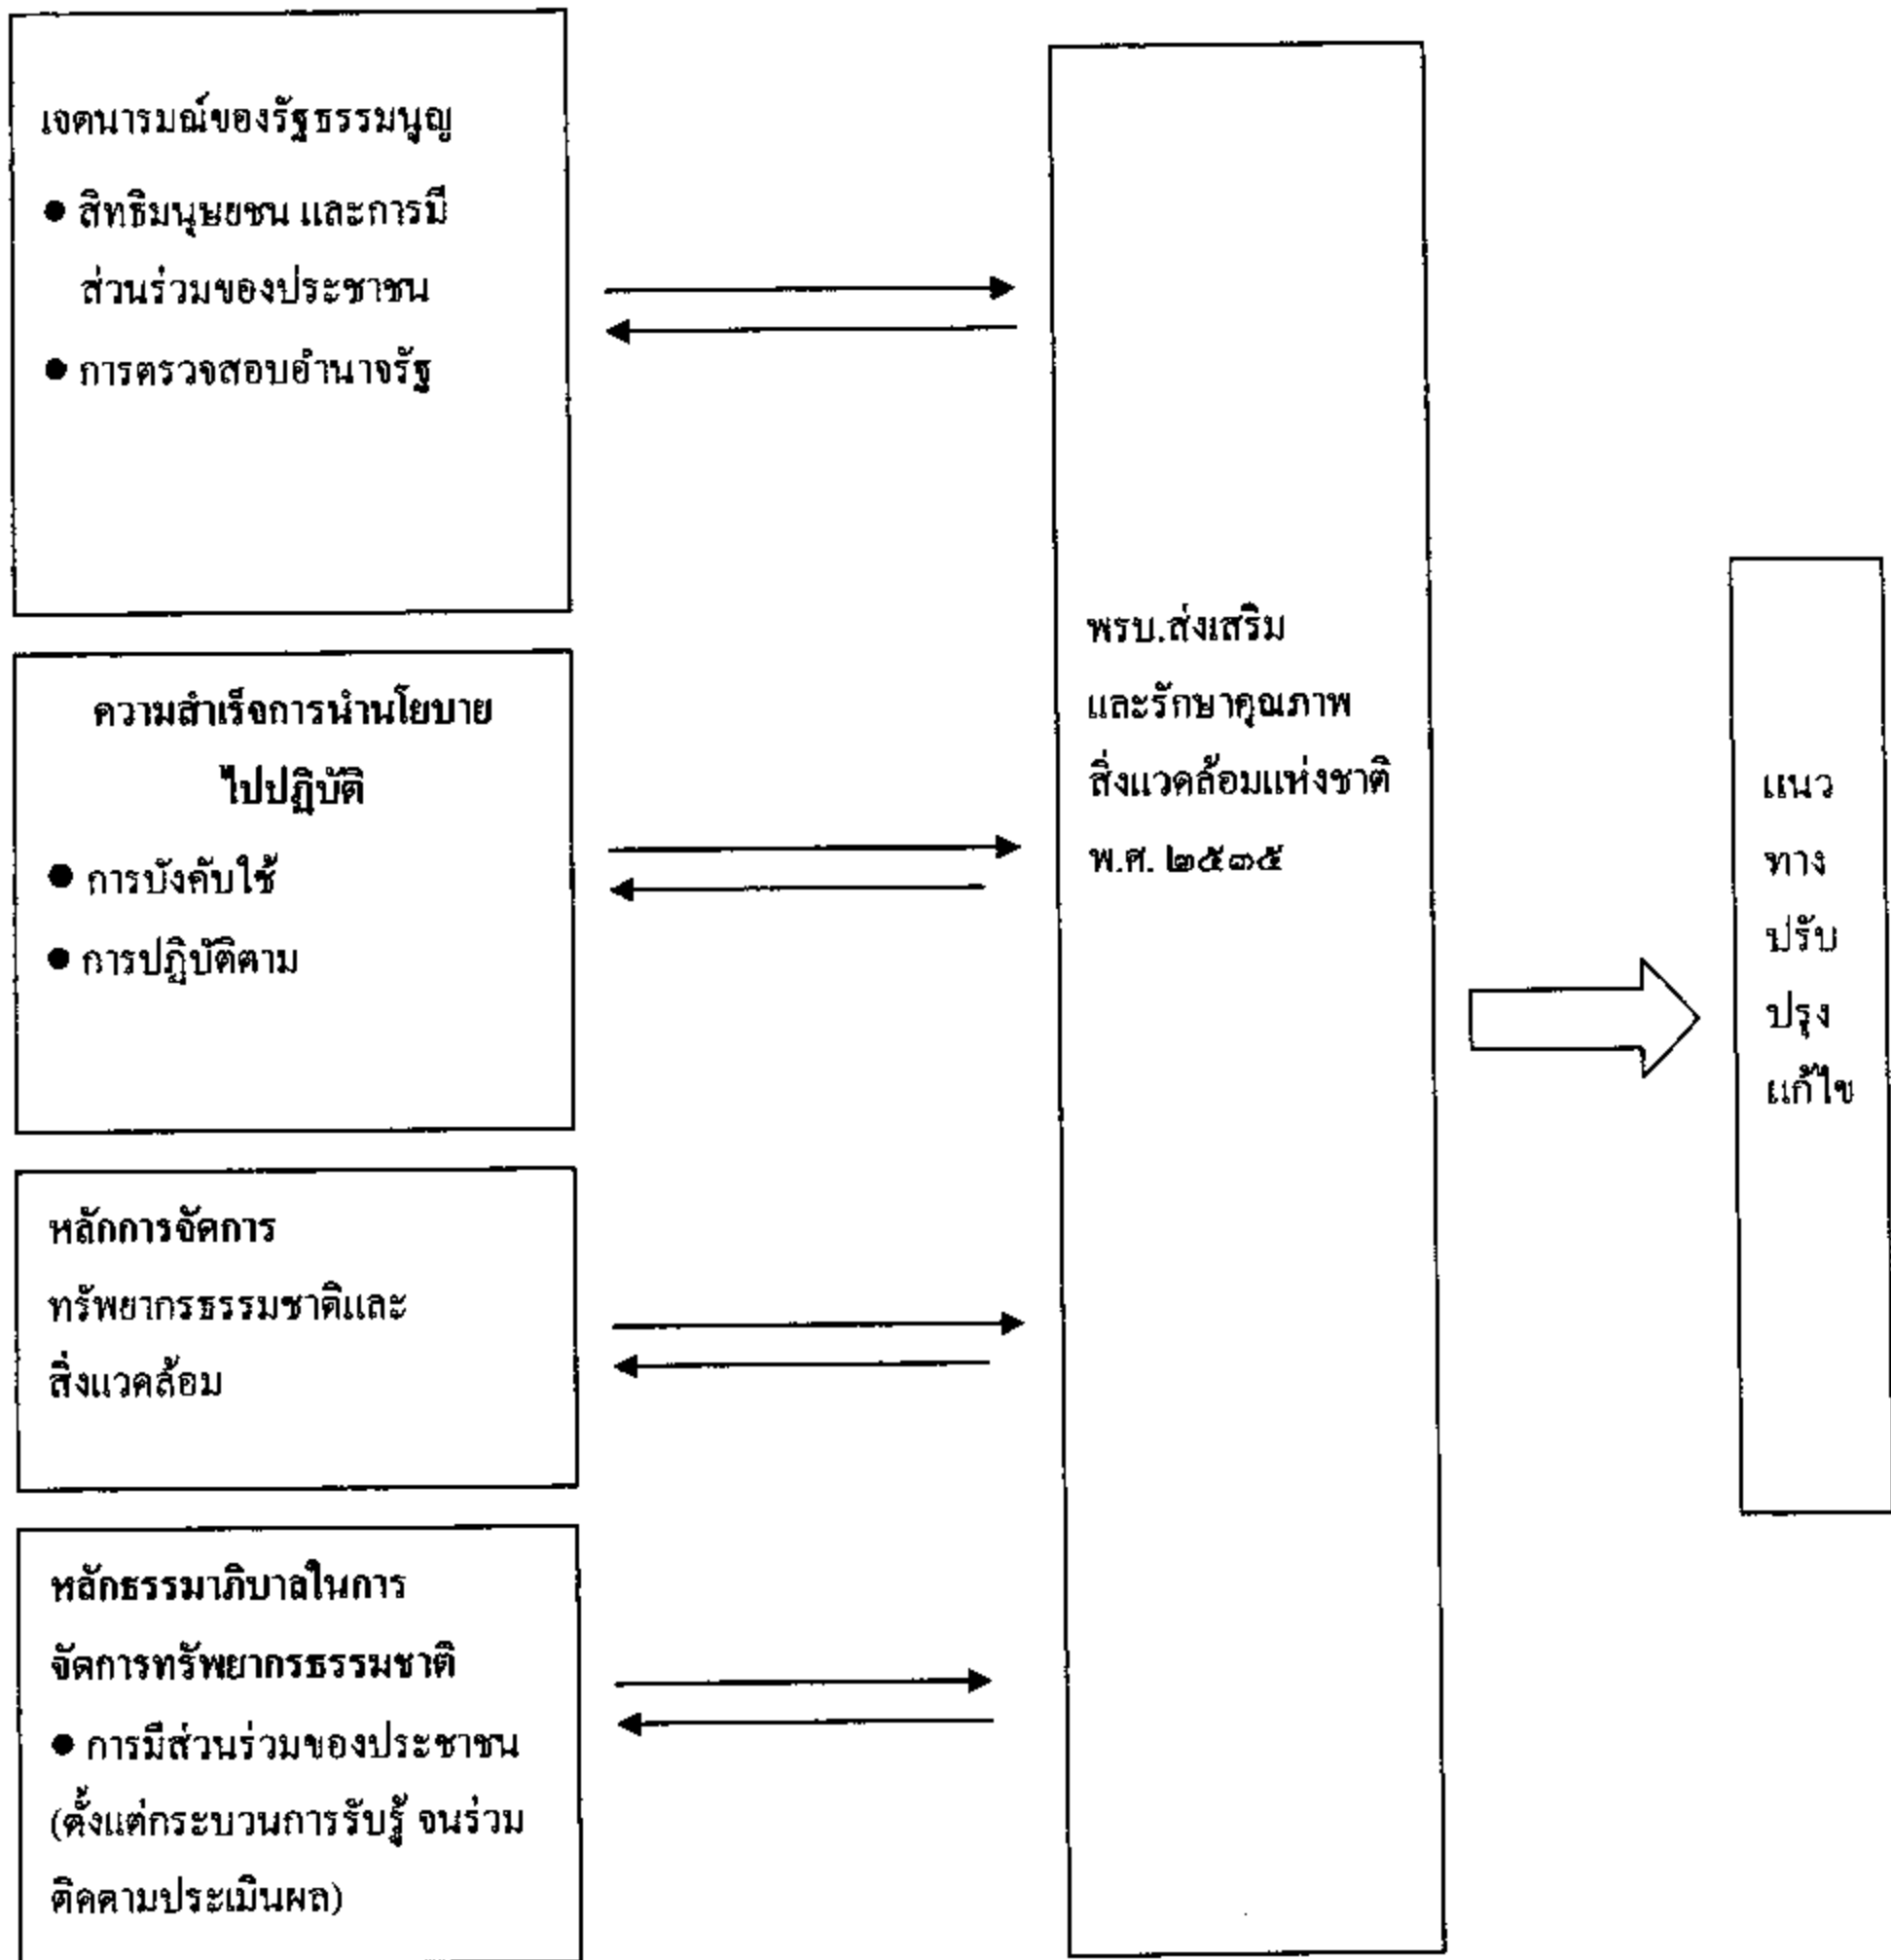 เจตนารมณ์ของรัฐธรรมนูญ
● สิทธิมนุษยชน และการมี
ส่วนร่วมของประชาชน
● การตรวจสอบอำนาจรัฐ
ความสำเร็จการนำนโยบาย
ไปปฏิบัติ
● การบังคับใช้
● การปฏิบัติตาม
หลักการจัดการ
ทรัพยากรธรรมชาติและ
สิ่งแวดล้อม
หลักธรรมาภิบาลในการ
จัดการทรัพยากรธรรมชาติ
● การมีส่วนร่วมของประชาชน
(ตั้งแต่กระบวนการรับรู้ จนร่วม
ติดตามประเมินผล)
พรบ.ส่งเสริม
และรักษาคุณภาพ
สิ่งแวดล้อมแห่งชาติ
พ.ศ. ๒๕๓๕
แนว
ทาง
ปรับ
ปรุง
แก้ไข